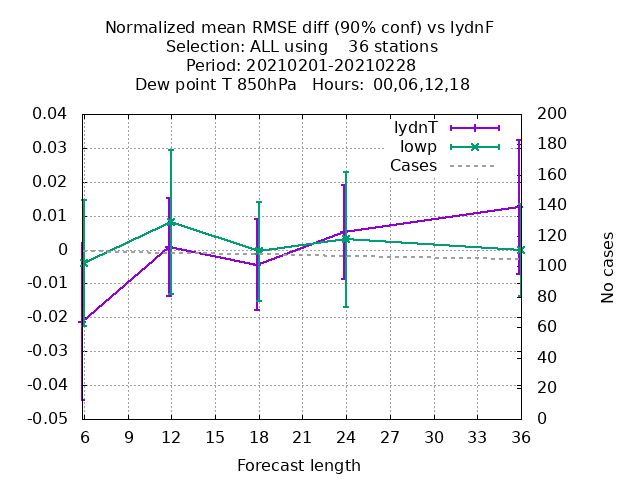 Normalized mean RMSE diff (90% conf) vs lydnF
Selection: ALL using    36 stations
Period: 20210201-20210228
Dew point T 850hPa   Hours: 00,06,12,18
lydnT
lowp
Cases
0.04
0.03
0.02
0.01
0
-0.01
-0.02
-0.03
-0.04
-0.05
200
180
160
140
120
100
80
60
40
20
0
No cases
6 9 12 15 18 21 24 27 30 33 36
Forecast length